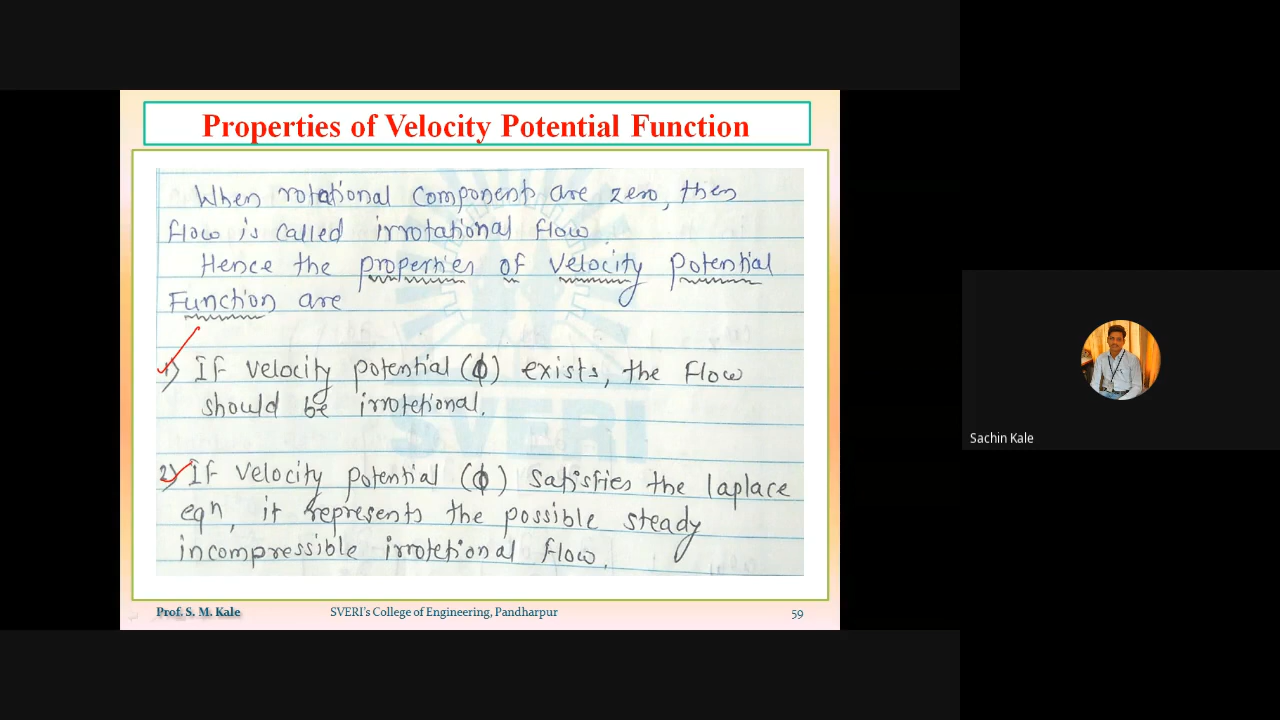 Properties of Velocity Potential Function
When rotational component are zero, then
flow is called irrotational flow.
Hence the properties of velocity potential
Function are
1) If velocity potential (ϕ) exists, the flow
should be irrotetional.
2) If velocity potential (ϕ) satisfies the laplace
eqn, it represents the possible steady
incompressible irrotetional flow.
SVERI
Prof. S. M. Kale SVERI's College of Engineering, Pandharpur 59
Sachin Kale